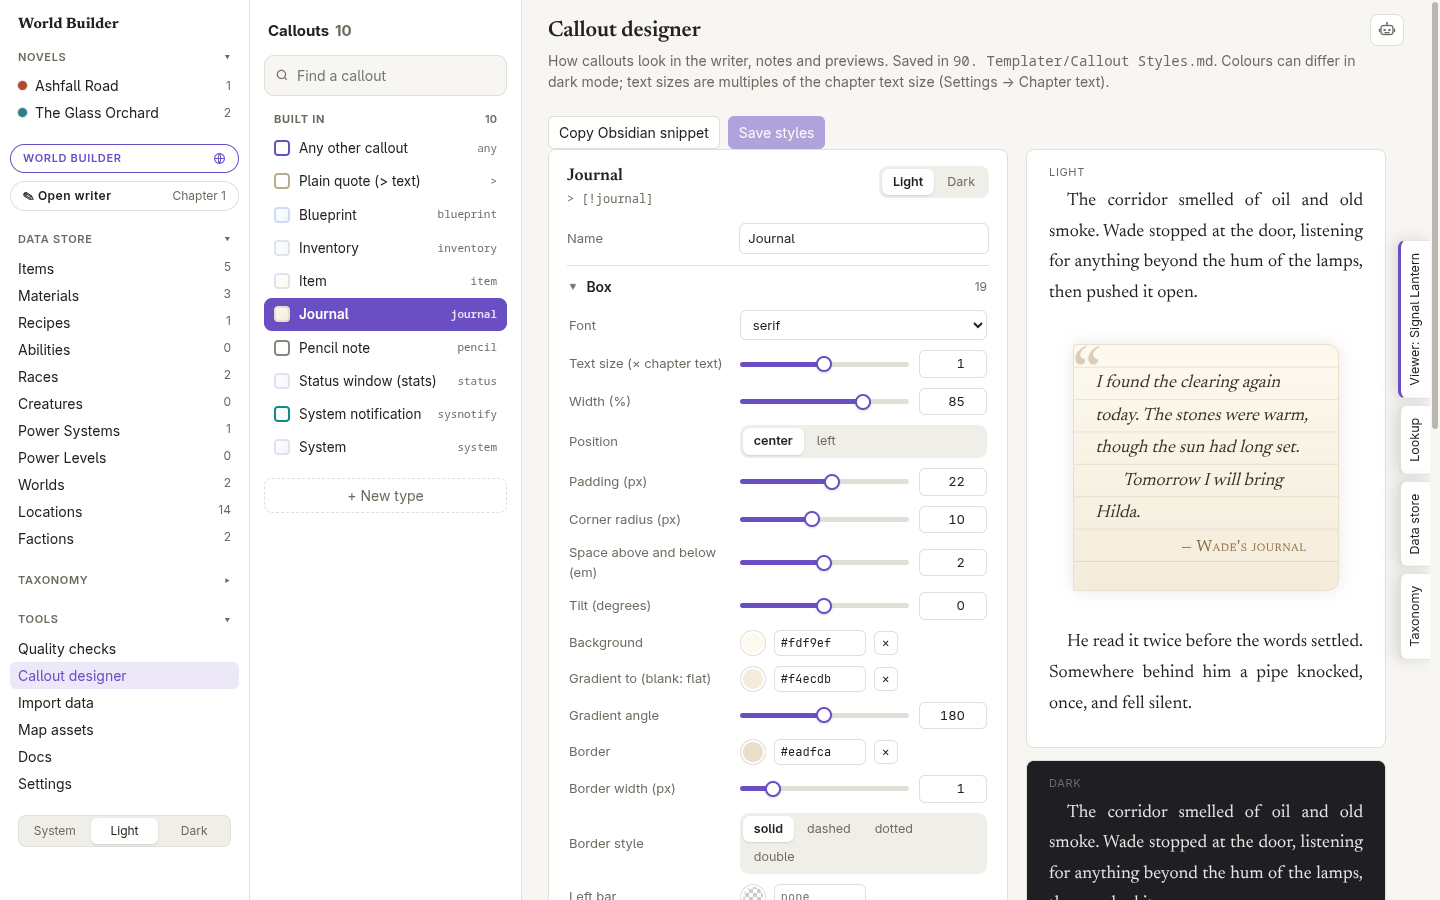 World Builder
NOVELS
Ashfall Road 1
The Glass Orchard 2
WORLD BUILDER
Open writer Chapter 1
DATA STORE
Items 5
Materials 3
Recipes 1
Abilities 0
Races 2
Creatures 0
Power Systems 1
Power Levels 0
Worlds 2
Locations 14
Factions 2
TAXONOMY
TOOLS
Quality checks
Callout designer
Import data
Map assets
Docs
Settings
System Light Dark
Callouts 10
Find a callout
BUILT IN 10
Any other callout any
Plain quote (> text) >
Blueprint blueprint
Inventory inventory
Item item
Journal journal
Pencil note pencil
Status window (stats) status
System notification sysnotify
System system
+ New type
Callout designer
How callouts look in the writer, notes and previews. Saved in 90. Templater/Callout Styles.md. Colours can differ in
dark mode; text sizes are multiples of the chapter text size (Settings → Chapter text).
Copy Obsidian snippet Save styles
Journal
> [!journal]
Light Dark
Name Journal
Box 19
Font serif
Text size (× chapter text) 1
Width (%) 85
Position center left
Padding (px) 22
Corner radius (px) 10
Space above and below
(em) 2
Tilt (degrees) 0
Background #fdf9ef ×
Gradient to (blank: flat) #f4ecdb ×
Gradient angle 180
Border #eadfca ×
Border width (px) 1
Border style solid dashed dotted
double
Left bar none
LIGHT
The corridor smelled of oil and old
smoke. Wade stopped at the door, listening
for anything beyond the hum of the lamps,
then pushed it open.
“
I found the clearing again
today. The stones were warm,
though the sun had long set.
Tomorrow I will bring
Hilda.
— Wade's journal
He read it twice before the words settled.
Somewhere behind him a pipe knocked,
once, and fell silent.
DARK
The corridor smelled of oil and old
smoke. Wade stopped at the door, listening
for anything beyond the hum of the lamps,
Viewer: Signal Lantern
Lookup
Data store
Taxonomy